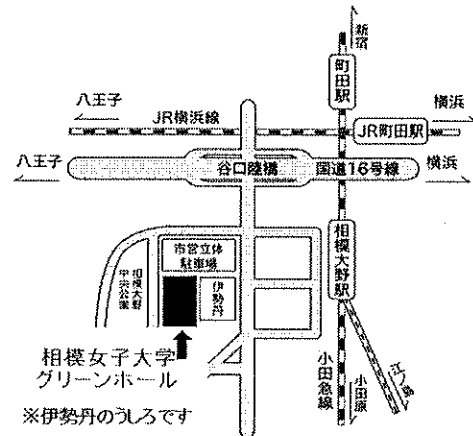 新宿
町田駅
八王子
横浜
JR横浜線
JR町田駅
八王子
谷口陸橋
国道16号線
横浜
市営立体
駐車場
相模大野
中央公園
伊勢丹
相模大野駅
相模女子大学
グリーンホール
※伊勢丹のうしろです
小田急線
小田原
江ノ島